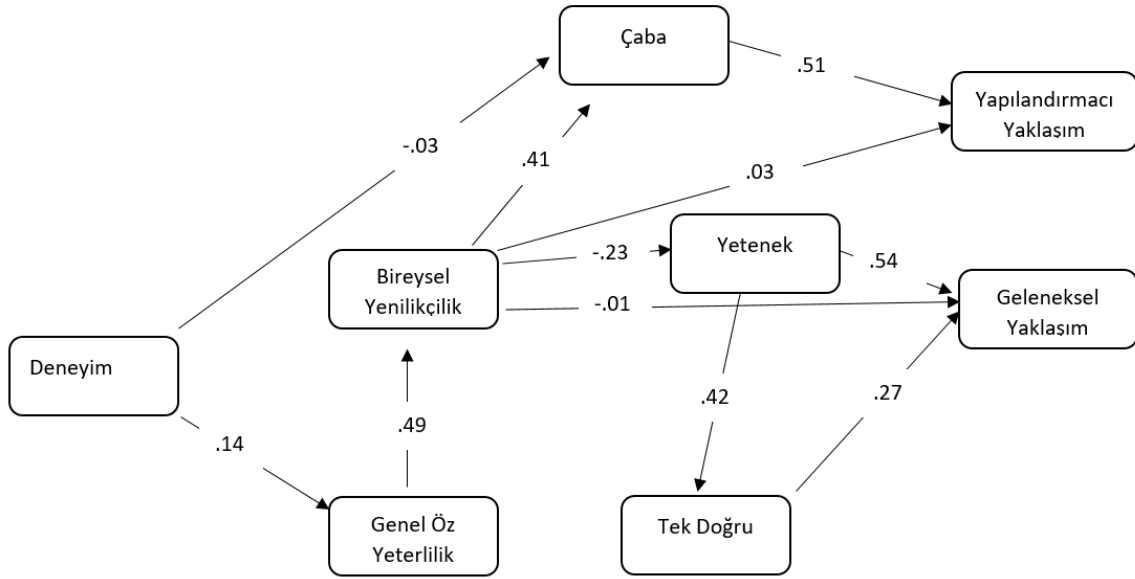 Çaba
.51
Yapılandırmacı
Yaklaşım
-.03
.41
.03
Yetenek
-.23
.54
Bireysel
Yenilikçilik
-.01
Geleneksel
Yaklaşım
Deneyim
.14
.49
.42
.27
Genel Öz
Yeterlilik
Tek Doğru